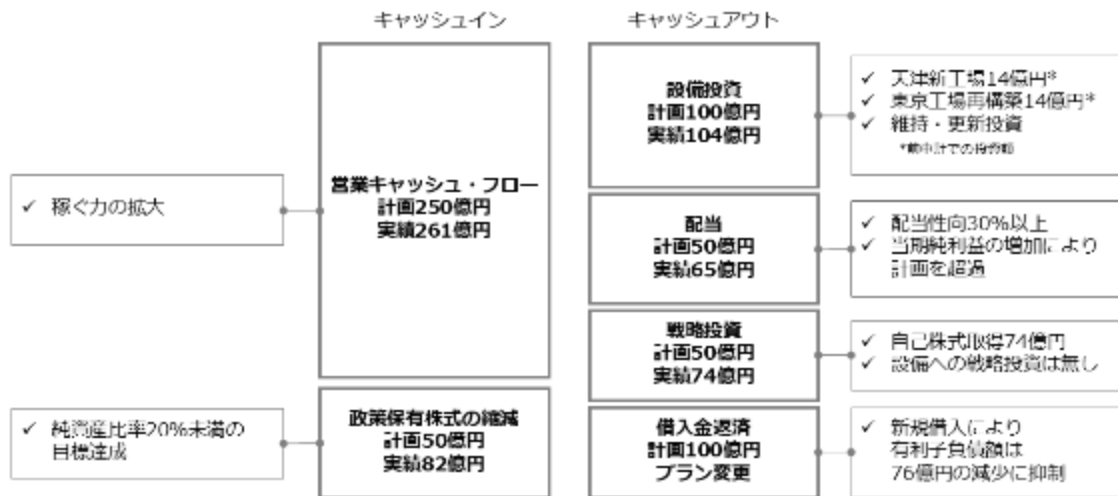 キャッシュイン
キャッシュアウト
✓ 稼ぐ力の拡大
営業キャッシュ・フロー
計画250億円
実績261億円
✓ 純資産比率20%未満の
目標達成
政策保有株式の縮減
計画50億円
実績82億円
設備投資
計画100億円
実績104億円
✓ 天津新工場14億円*
✓ 東京工場再構築14億円*
✓ 維持・更新投資
*前中計での投資額
配当
計画50億円
実績65億円
✓ 配当性向30%以上
✓ 当期純利益の増加により
計画を超過
戦略投資
計画50億円
実績74億円
✓ 自己株式取得74億円
✓ 設備への戦略投資は無し
借入金返済
計画100億円
プラン変更
✓ 新規借入により
有利子負債額は
76億円の減少に抑制